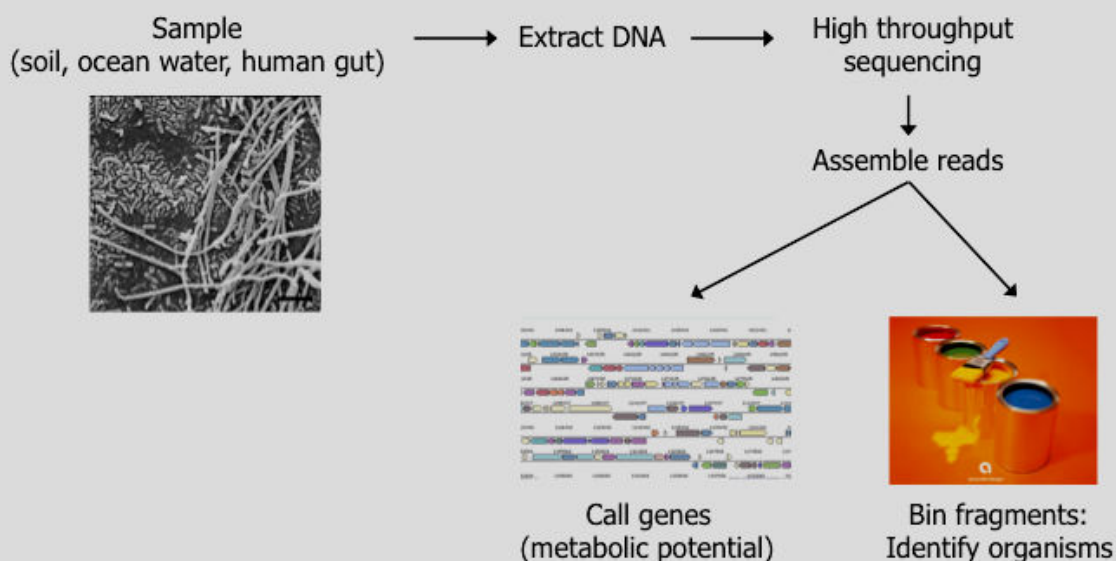 Sample
(soil, ocean water, human gut)
Extract DNA
High throughput
sequencing
Assemble reads
Call genes
(metabolic potential)
Bin fragments:
Identify organisms